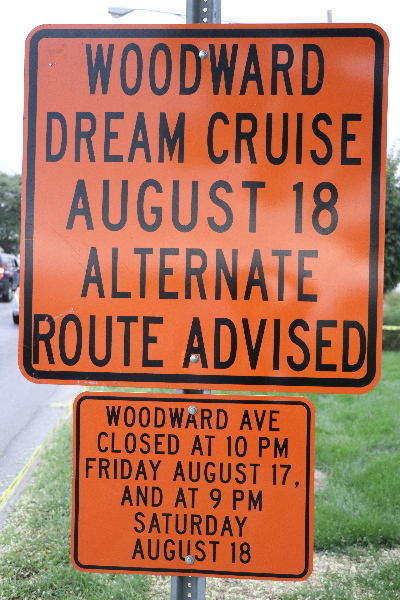 WOODWARD
DREAM CRUISE
AUGUST 18
ALTERNATE
ROUTE ADVISED
WOODWARD AVE
CLOSED AT 10 PM
FRIDAY AUGUST 17,
AND AT 9 PM
SATURDAY
AUGUST 18